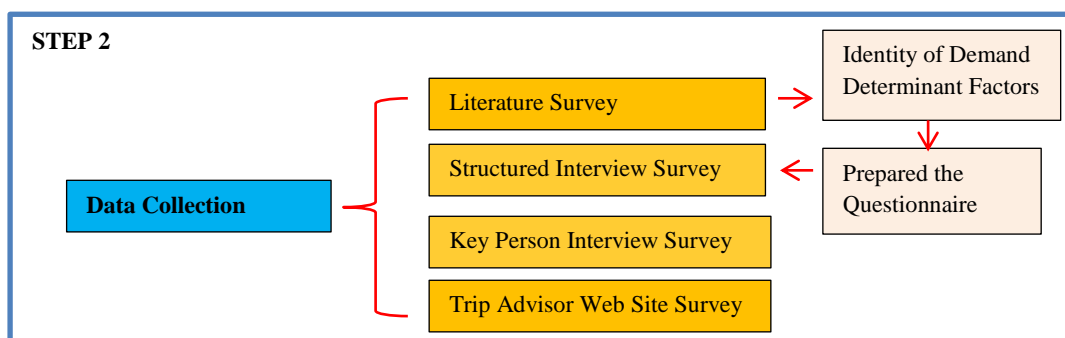 STEP 2
Data Collection
Literature Survey
Structured Interview Survey
Key Person Interview Survey
Trip Advisor Web Site Survey
Identity of Demand
Determinant Factors
Prepared the
Questionnaire